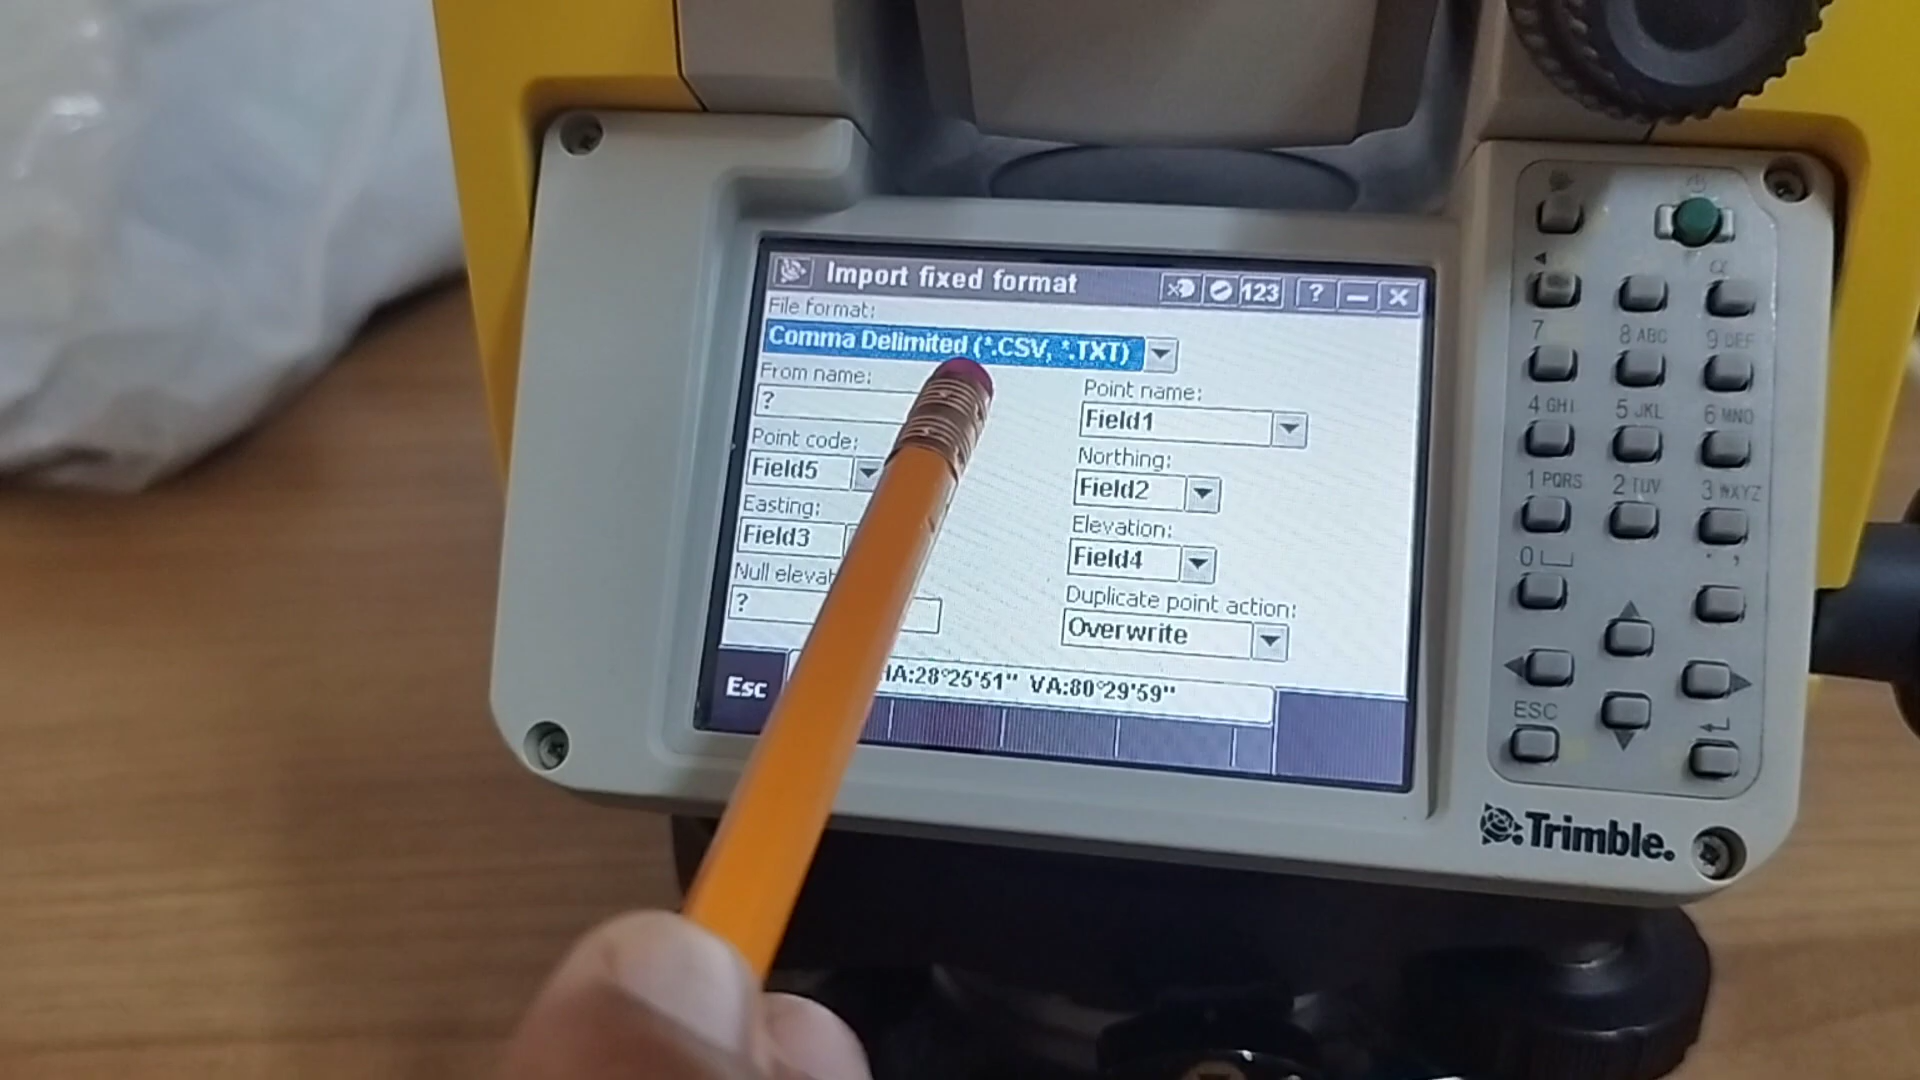 Import fixed format
123 ?
File format:
Comma Delimited (*.CSV, *.TXT)
From name:
?
Point name:
Field1
Point code:
Field5
Northing:
Field2
Easting:
Field3
Elevation:
Field4
Null
?
Duplicate point action:
Overwrite
Esc
HA:28°25'51" VA:80°29'59"
α
7 8 ABC 9 DEF
4 GHI 5 JKL 6 MNO
1 PQRS 2 TUV 3 WXYZ
0 . ,
ESC
Trimble.